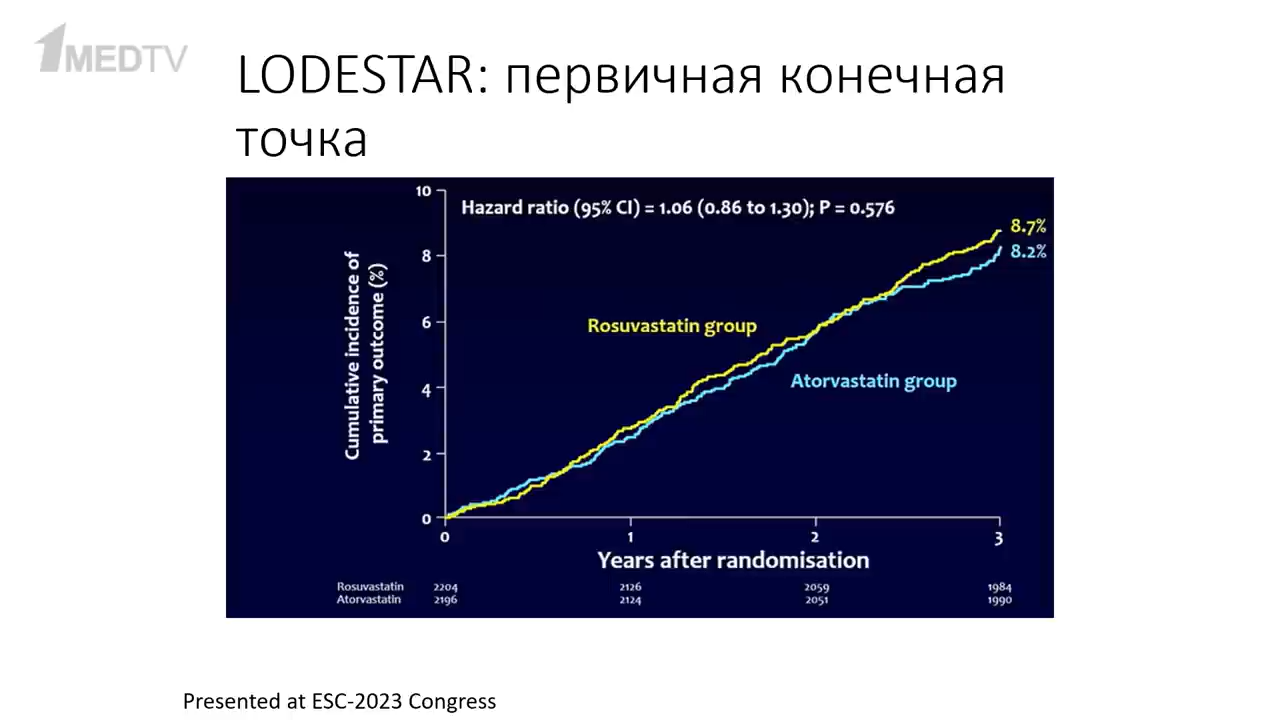 1MEDTV
LODESTAR: первичная конечная
точка
Hazard ratio (95% CI) = 1.06 (0.86 to 1.30); P = 0.576
Cumulative incidence of
primary outcome (%)
10
8
6
4
2
0
8.7%
8.2%
Rosuvastatin group
Atorvastatin group
0 1 2 3
Years after randomisation
Rosuvastatin 2204 2126 2059 1984
Atorvastatin 2196 2124 2051 1990
Presented at ESC-2023 Congress